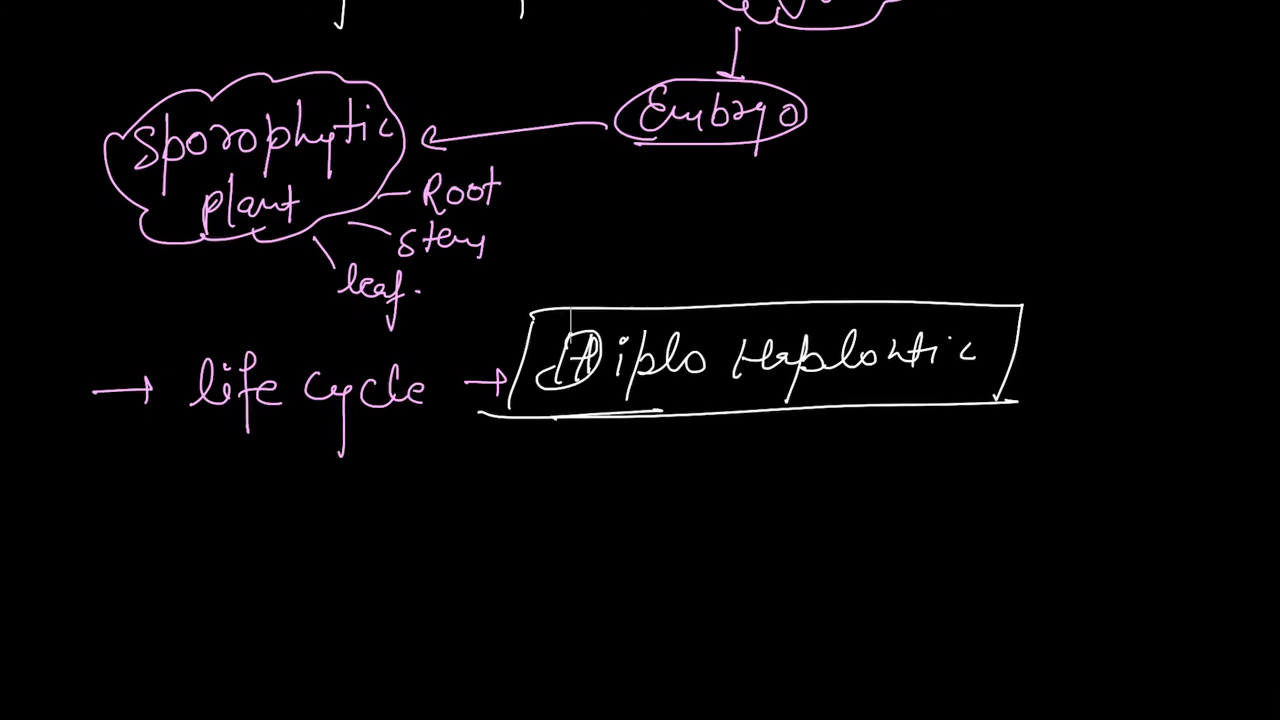 Embryo
Sporophytic
plant
Root
stem
leaf.
→ life cycle → Diplo Haplontic